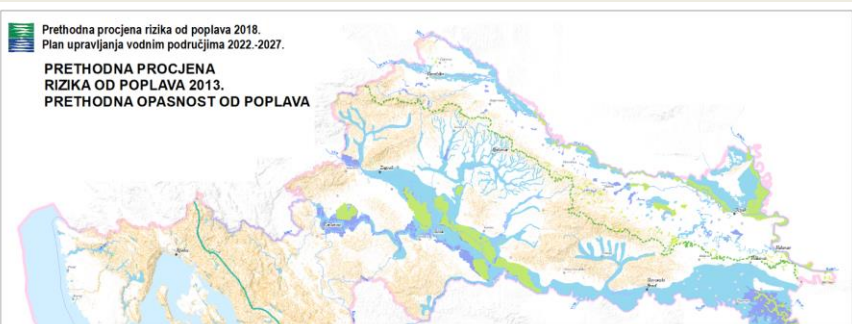 Prethodna procjena rizika od poplava 2018.
Plan upravljanja vodnim područjima 2022.-2027.
PRETHODNA PROCJENA
RIZIKA OD POPLAVA 2013.
PRETHODNA OPASNOST OD POPLAVA